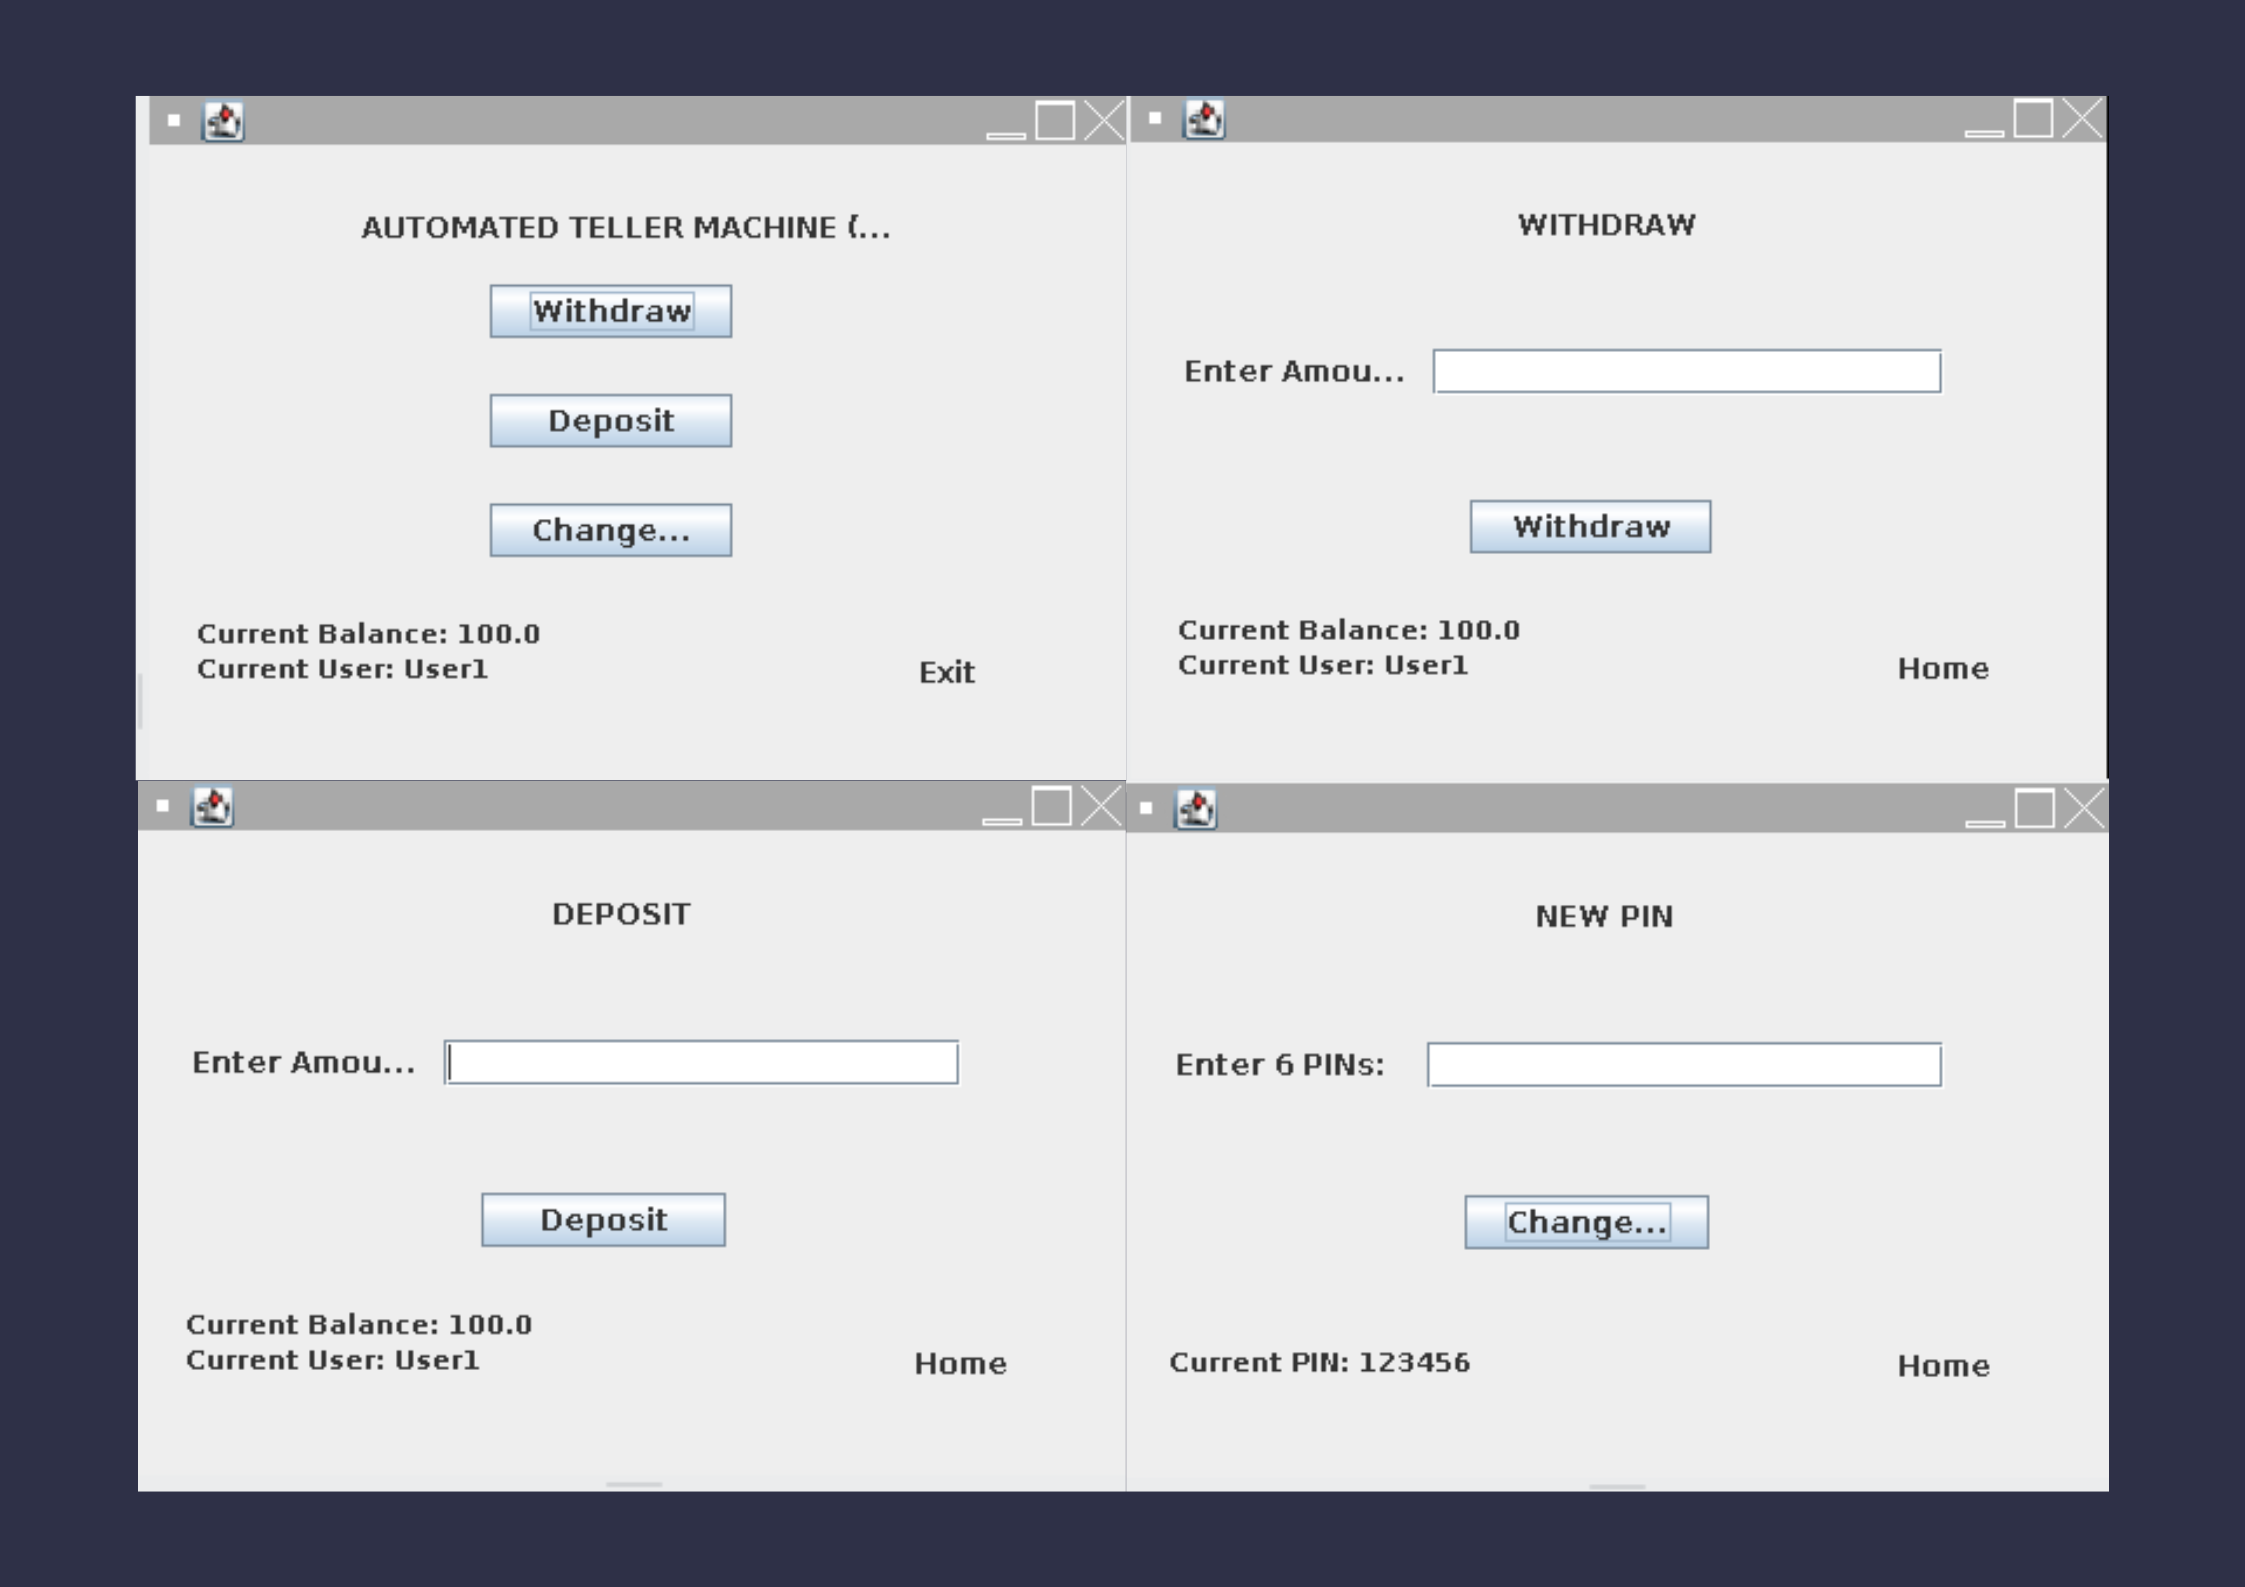 AUTOMATED TELLER MACHINE (...
Withdraw
Deposit
Change...
Current Balance: 100.0
Current User: User1
Exit
WITHDRAW
Enter Amou...
Withdraw
Current Balance: 100.0
Current User: User1
Home
DEPOSIT
Enter Amou...
Deposit
Current Balance: 100.0
Current User: User1
Home
NEW PIN
Enter 6 PINs:
Change...
Current PIN: 123456
Home